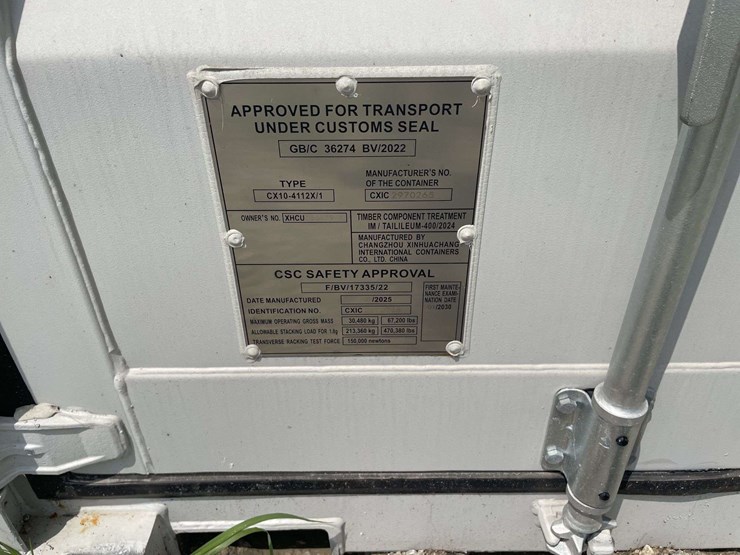 APPROVED FOR TRANSPORT
UNDER CUSTOMS SEAL
GB/C 36274 BV/2022
TYPE
CX10-4112X/1
MANUFACTURER'S NO.
OF THE CONTAINER
CXIC
OWNER'S NO. XHCU
TIMBER COMPONENT TREATMENT
IM / TAILILEUM-400/2024
MANUFACTURED BY
CHANGZHOU XINHUACHANG
INTERNATIONAL CONTAINERS
CO., LTD. CHINA
CSC SAFETY APPROVAL
F/BV/17335/22
DATE MANUFACTURED /2025
IDENTIFICATION NO. CXIC
MAXIMUM OPERATING GROSS MASS 30,480 kg 67,200 lbs
ALLOWABLE STACKING LOAD FOR 1.8g 213,360 kg 470,380 lbs
TRANSVERSE RACKING TEST FORCE 150,000 newtons
FIRST MAINTE-
NANCE EXAMI-
NATION DATE
/2030